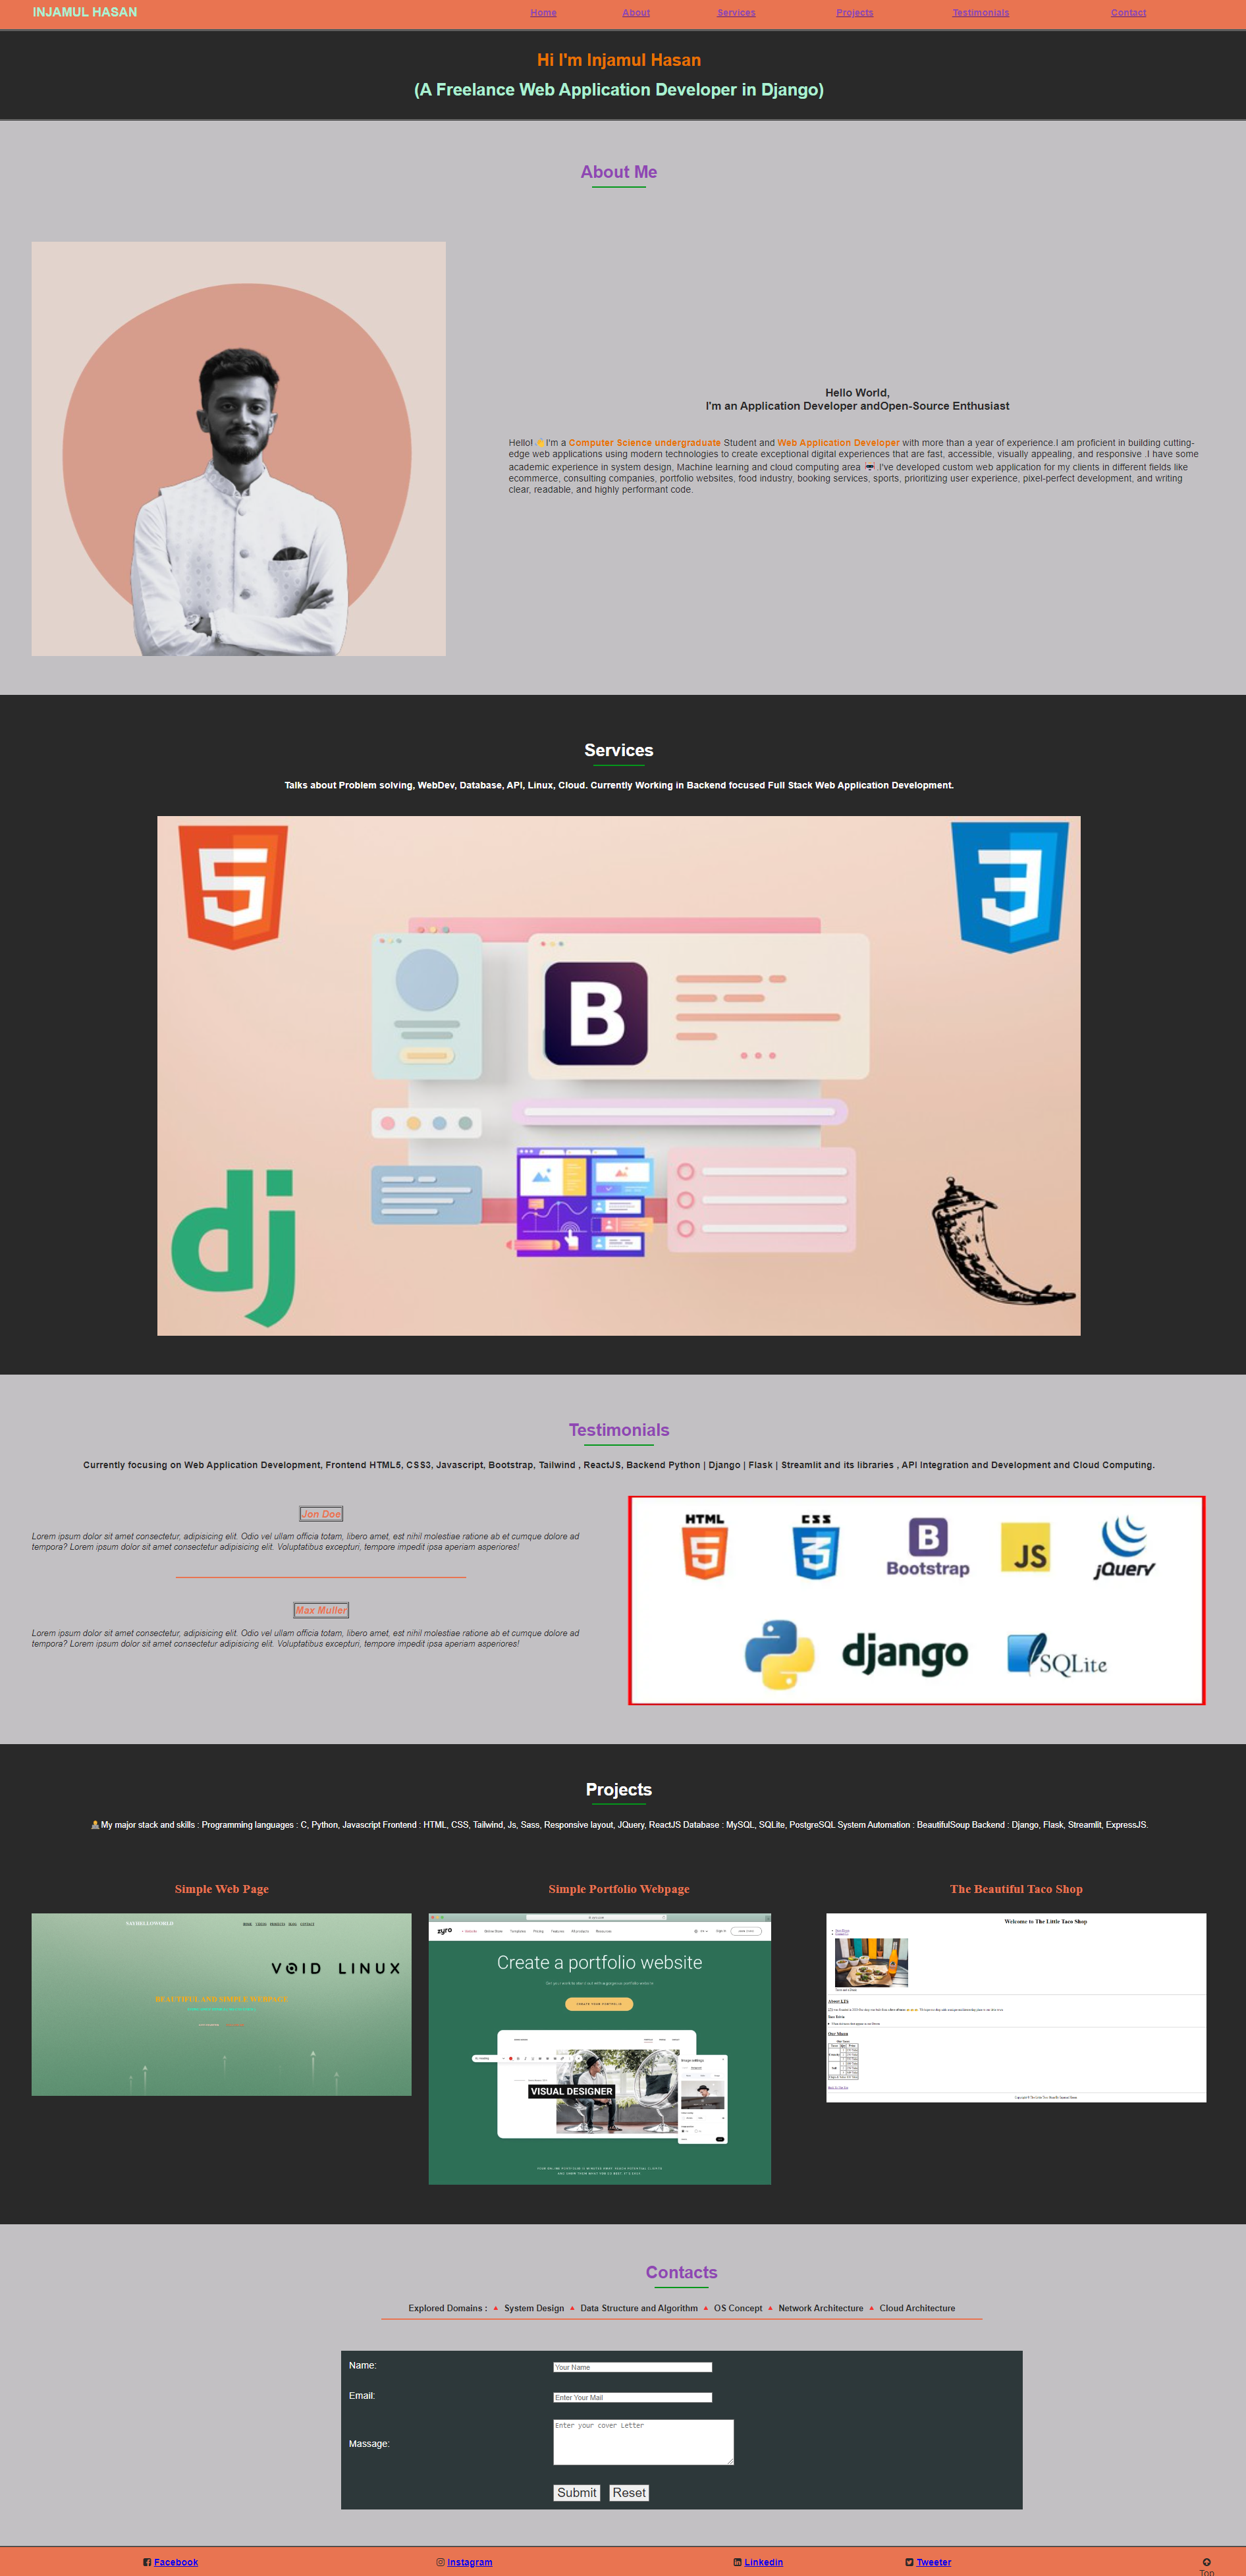 INJAMUL HASAN
Home About Services Projects Testimonials Contact
Hi I'm Injamul Hasan
(A Freelance Web Application Developer in Django)
About Me
Hello World,
I'm an Application Developer andOpen-Source Enthusiast
Hello! 👋I'm a Computer Science undergraduate Student and Web Application Developer with more than a year of experience.I am proficient in building cutting-
edge web applications using modern technologies to create exceptional digital experiences that are fast, accessible, visually appealing, and responsive .I have some
academic experience in system design, Machine learning and cloud computing area .I've developed custom web application for my clients in different fields like
ecommerce, consulting companies, portfolio websites, food industry, booking services, sports, prioritizing user experience, pixel-perfect development, and writing
clear, readable, and highly performant code.
Services
Talks about Problem solving, WebDev, Database, API, Linux, Cloud. Currently Working in Backend focused Full Stack Web Application Development.
5
3
B
dj
Testimonials
Currently focusing on Web Application Development, Frontend HTML5, CSS3, Javascript, Bootstrap, Tailwind , ReactJS, Backend Python | Django | Flask | Streamlit and its libraries , API Integration and Development and Cloud Computing.
Jon Doe
Lorem ipsum dolor sit amet consectetur, adipisicing elit. Odio vel ullam officia totam, libero amet, est nihil molestiae ratione ab et cumque dolore ad
tempora? Lorem ipsum dolor sit amet consectetur adipisicing elit. Voluptatibus excepturi, tempore impedit ipsa aperiam asperiores!
Max Muller
Lorem ipsum dolor sit amet consectetur, adipisicing elit. Odio vel ullam officia totam, libero amet, est nihil molestiae ratione ab et cumque dolore ad
tempora? Lorem ipsum dolor sit amet consectetur adipisicing elit. Voluptatibus excepturi, tempore impedit ipsa aperiam asperiores!
HTML 5
CSS 3
B Bootstrap
JS
jQuery
django
SQLite
Projects
My major stack and skills : Programming languages : C, Python, Javascript Frontend : HTML, CSS, Tailwind, Js, Sass, Responsive layout, JQuery, ReactJS Database : MySQL, SQLite, PostgreSQL System Automation : BeautifulSoup Backend : Django, Flask, Streamlit, ExpressJS.
Simple Web Page
SAYHELLOWORLD
VOID LINUX
BEAUTIFUL AND SIMPLE WEBPAGE
Simple Portfolio Webpage
zyro
Create a portfolio website
CREATE YOUR PORTFOLIO
VISUAL DESIGNER
The Beautiful Taco Shop
Welcome to The Little Taco Shop
About LTS
Our Menu
Contacts
Explored Domains : 🔺 System Design 🔺 Data Structure and Algorithm 🔺 OS Concept 🔺 Network Architecture 🔺 Cloud Architecture
Name: Your Name
Email: Enter Your Mail
Massage: Enter your cover Letter
Submit Reset
Facebook Instagram Linkedin Tweeter Top